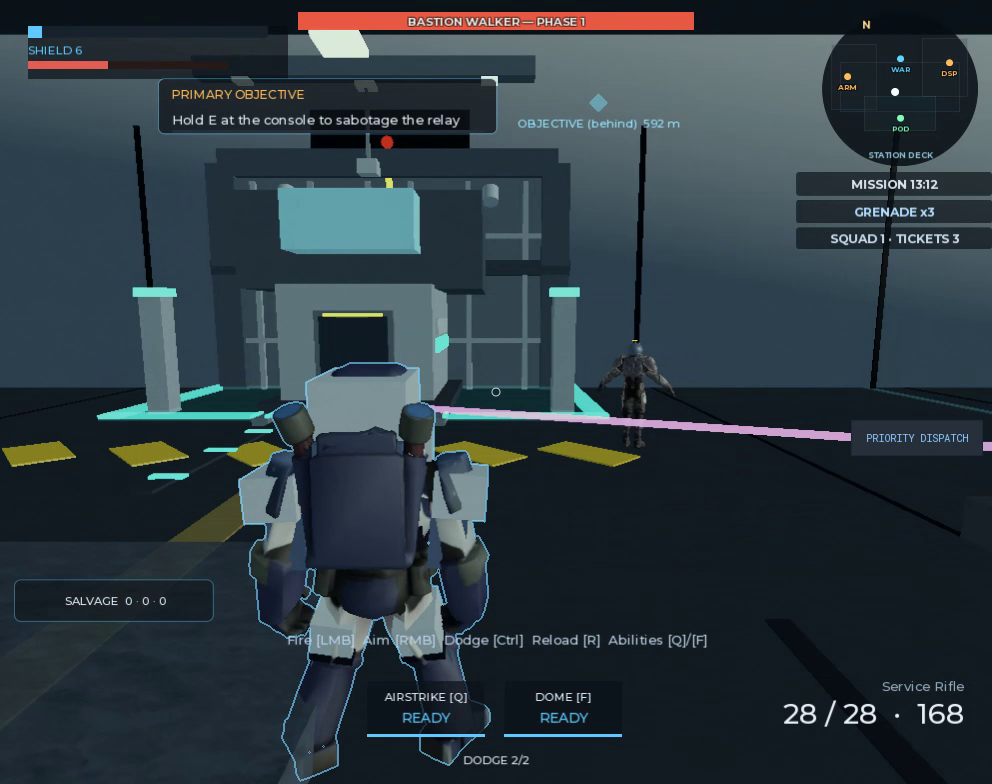 BASTION WALKER — PHASE 1
SHIELD 6
PRIMARY OBJECTIVE
Hold E at the console to sabotage the relay
OBJECTIVE (behind) 592 m
N
WAR
DSP
ARM
POD
STATION DECK
MISSION 13:12
GRENADE x3
SQUAD 1 · TICKETS 3
PRIORITY DISPATCH
SALVAGE 0 · 0 · 0
Fire [LMB] Aim [RMB] Dodge [Ctrl] Reload [R] Abilities [Q]/[F]
AIRSTRIKE [Q]
READY
DOME [F]
READY
DODGE 2/2
Service Rifle
28 / 28 · 168